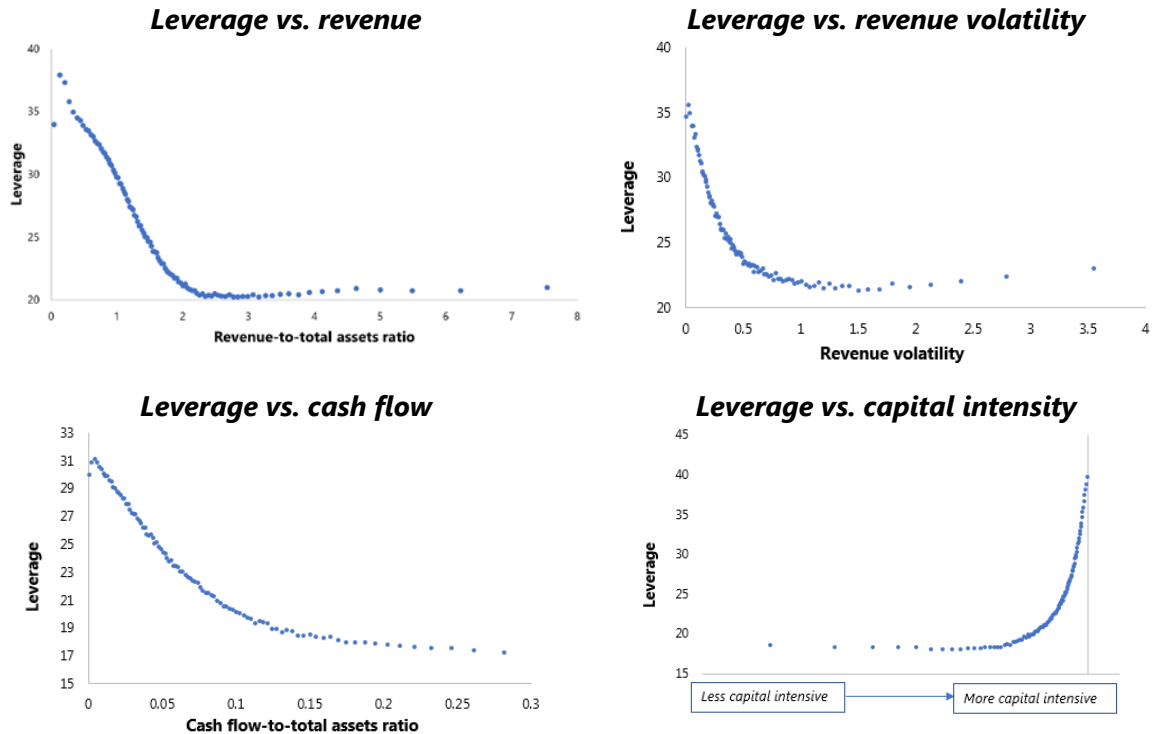 Leverage vs. revenue
40
35
30
25
20
0 1 2 3 4 5 6 7 8
Leverage
Revenue-to-total assets ratio
Leverage vs. revenue volatility
40
35
30
25
20
0 0.5 1 1.5 2 2.5 3 3.5 4
Leverage
Revenue volatility
Leverage vs. cash flow
33
31
29
27
25
23
21
19
17
15
0 0.05 0.1 0.15 0.2 0.25 0.3
Leverage
Cash flow-to-total assets ratio
Leverage vs. capital intensity
45
40
35
30
25
20
15
Leverage
Less capital intensive
More capital intensive